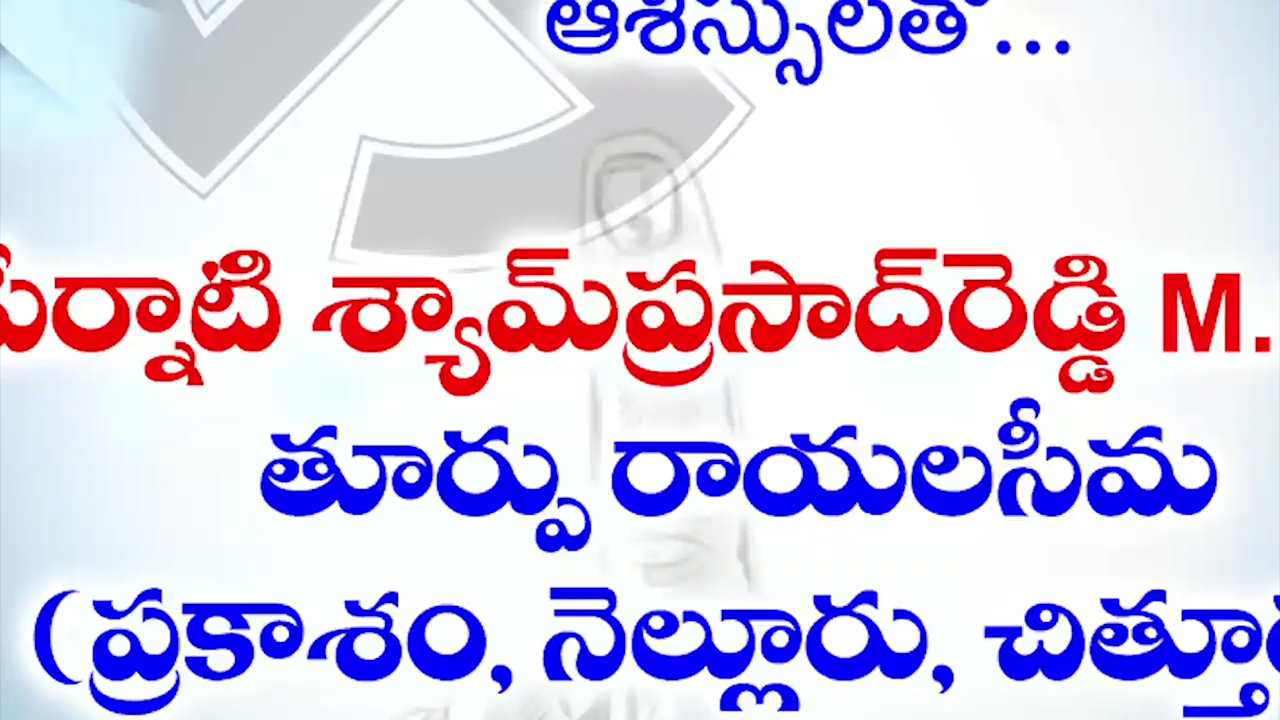 ఆశీస్సులతో...
పేర్నాటి శ్యామ్‌ప్రసాద్‌రెడ్డి M.
తూర్పు రాయలసీమ
(ప్రకాశం, నెల్లూరు, చిత్తూ